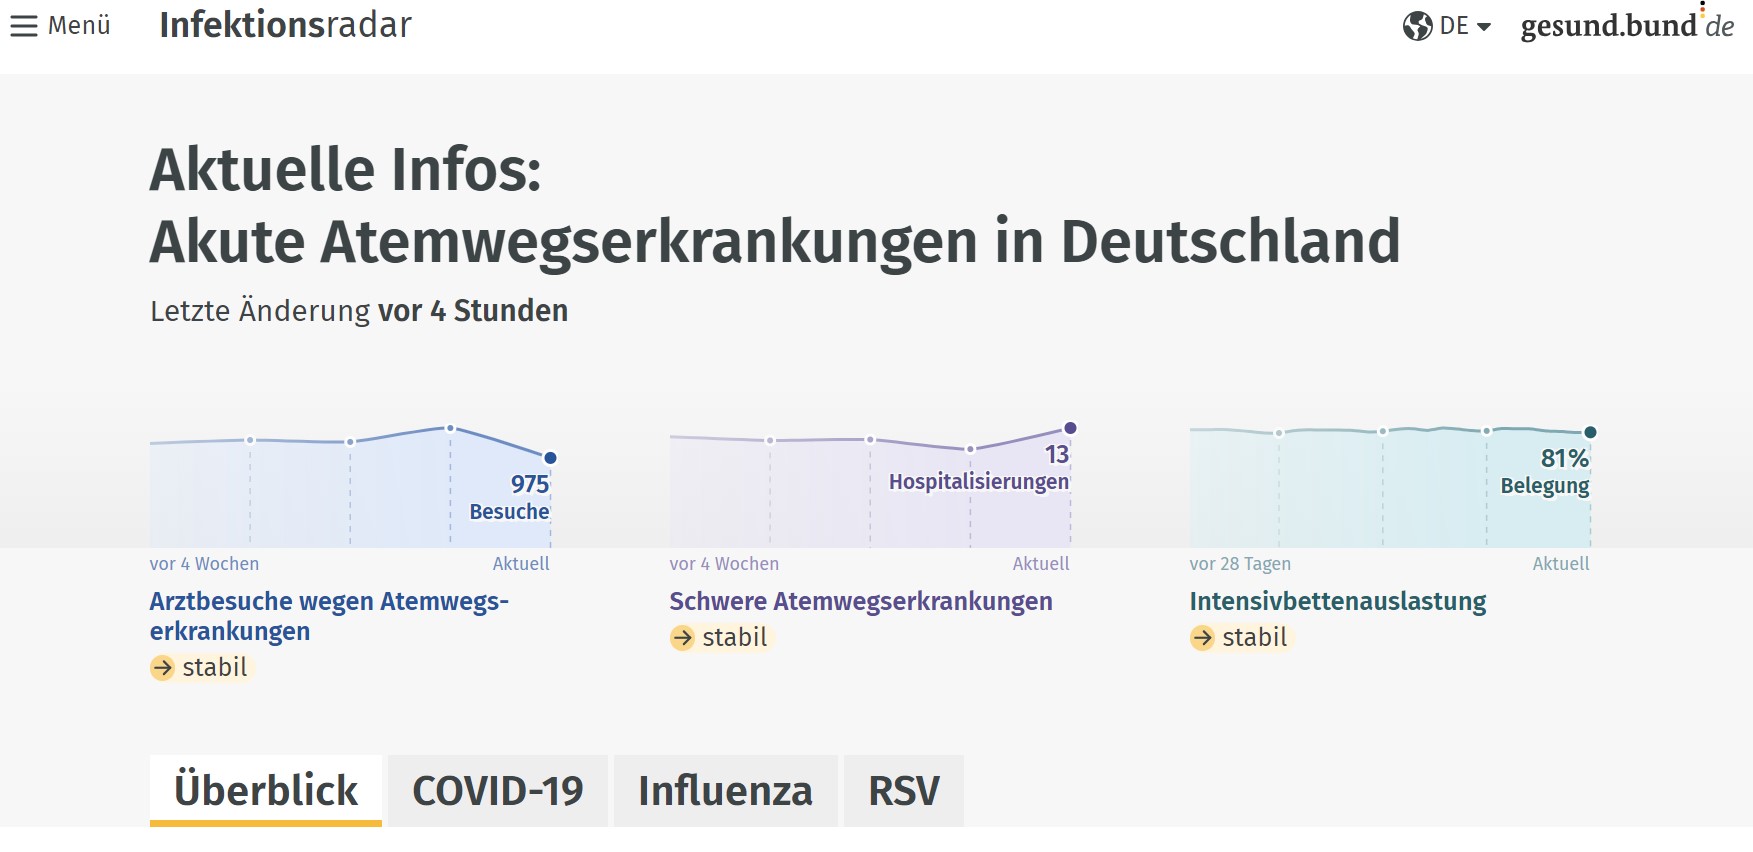 Menü
Infektionsradar
DE
gesund.bund.de
Aktuelle Infos:
Akute Atemwegserkrankungen in Deutschland
Letzte Änderung vor 4 Stunden
975
Besuche
vor 4 Wochen
Aktuell
Arztbesuche wegen Atemwegs-
erkrankungen
stabil
13
Hospitalisierungen
vor 4 Wochen
Aktuell
Schwere Atemwegserkrankungen
stabil
81%
Belegung
vor 28 Tagen
Aktuell
Intensivbettenauslastung
stabil
Überblick
COVID-19
Influenza
RSV